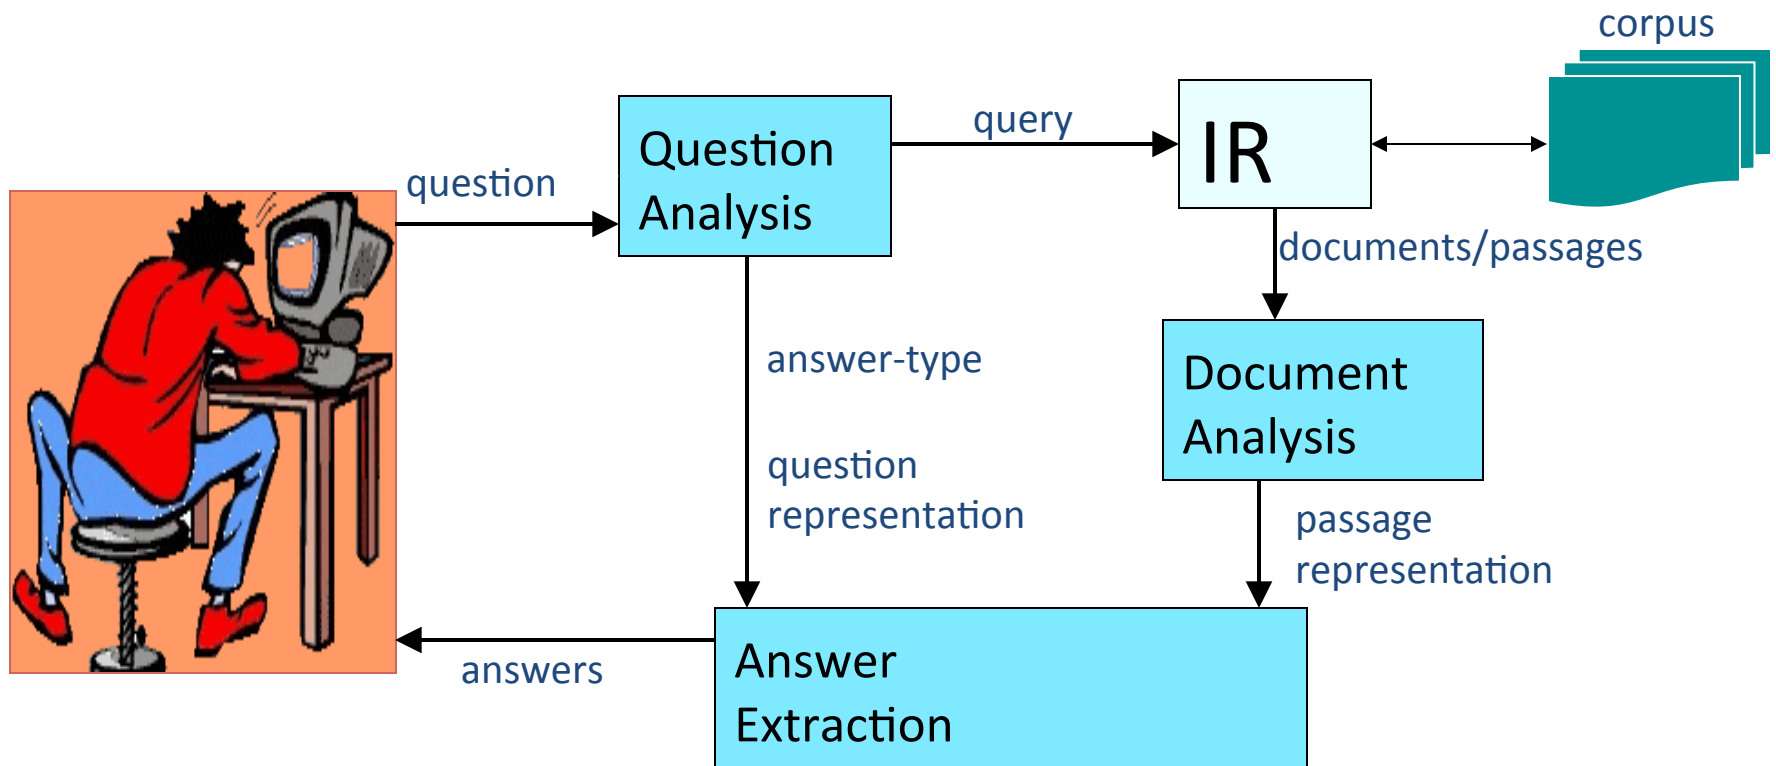 corpus
query
IR
Question
Analysis
question
documents/passages
answer-type
Document
Analysis
question
representation
passage
representation
answers
Answer
Extraction